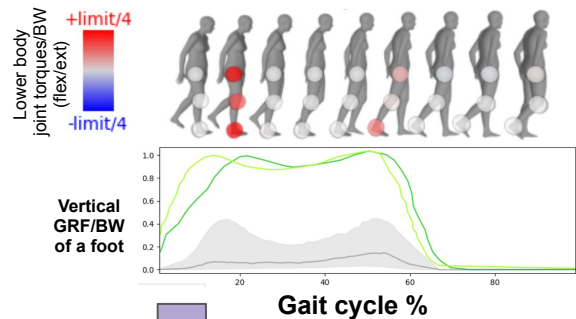 Lower body
joint torques/BW
(flex/ext)
+limit/4
-limit/4
Vertical
GRF/BW
of a foot
1.0
0.8
0.6
0.4
0.2
0.0
20
40
60
80
Gait cycle %